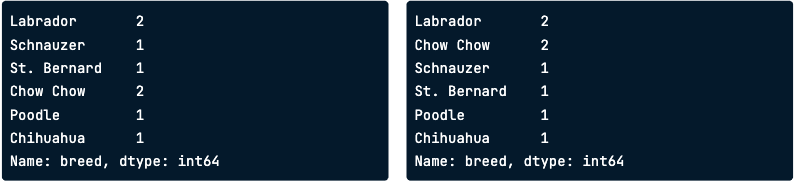 Labrador 2
Schnauzer 1
St. Bernard 1
Chow Chow 2
Poodle 1
Chihuahua 1
Name: breed, dtype: int64
Labrador 2
Chow Chow 2
Schnauzer 1
St. Bernard 1
Poodle 1
Chihuahua 1
Name: breed, dtype: int64